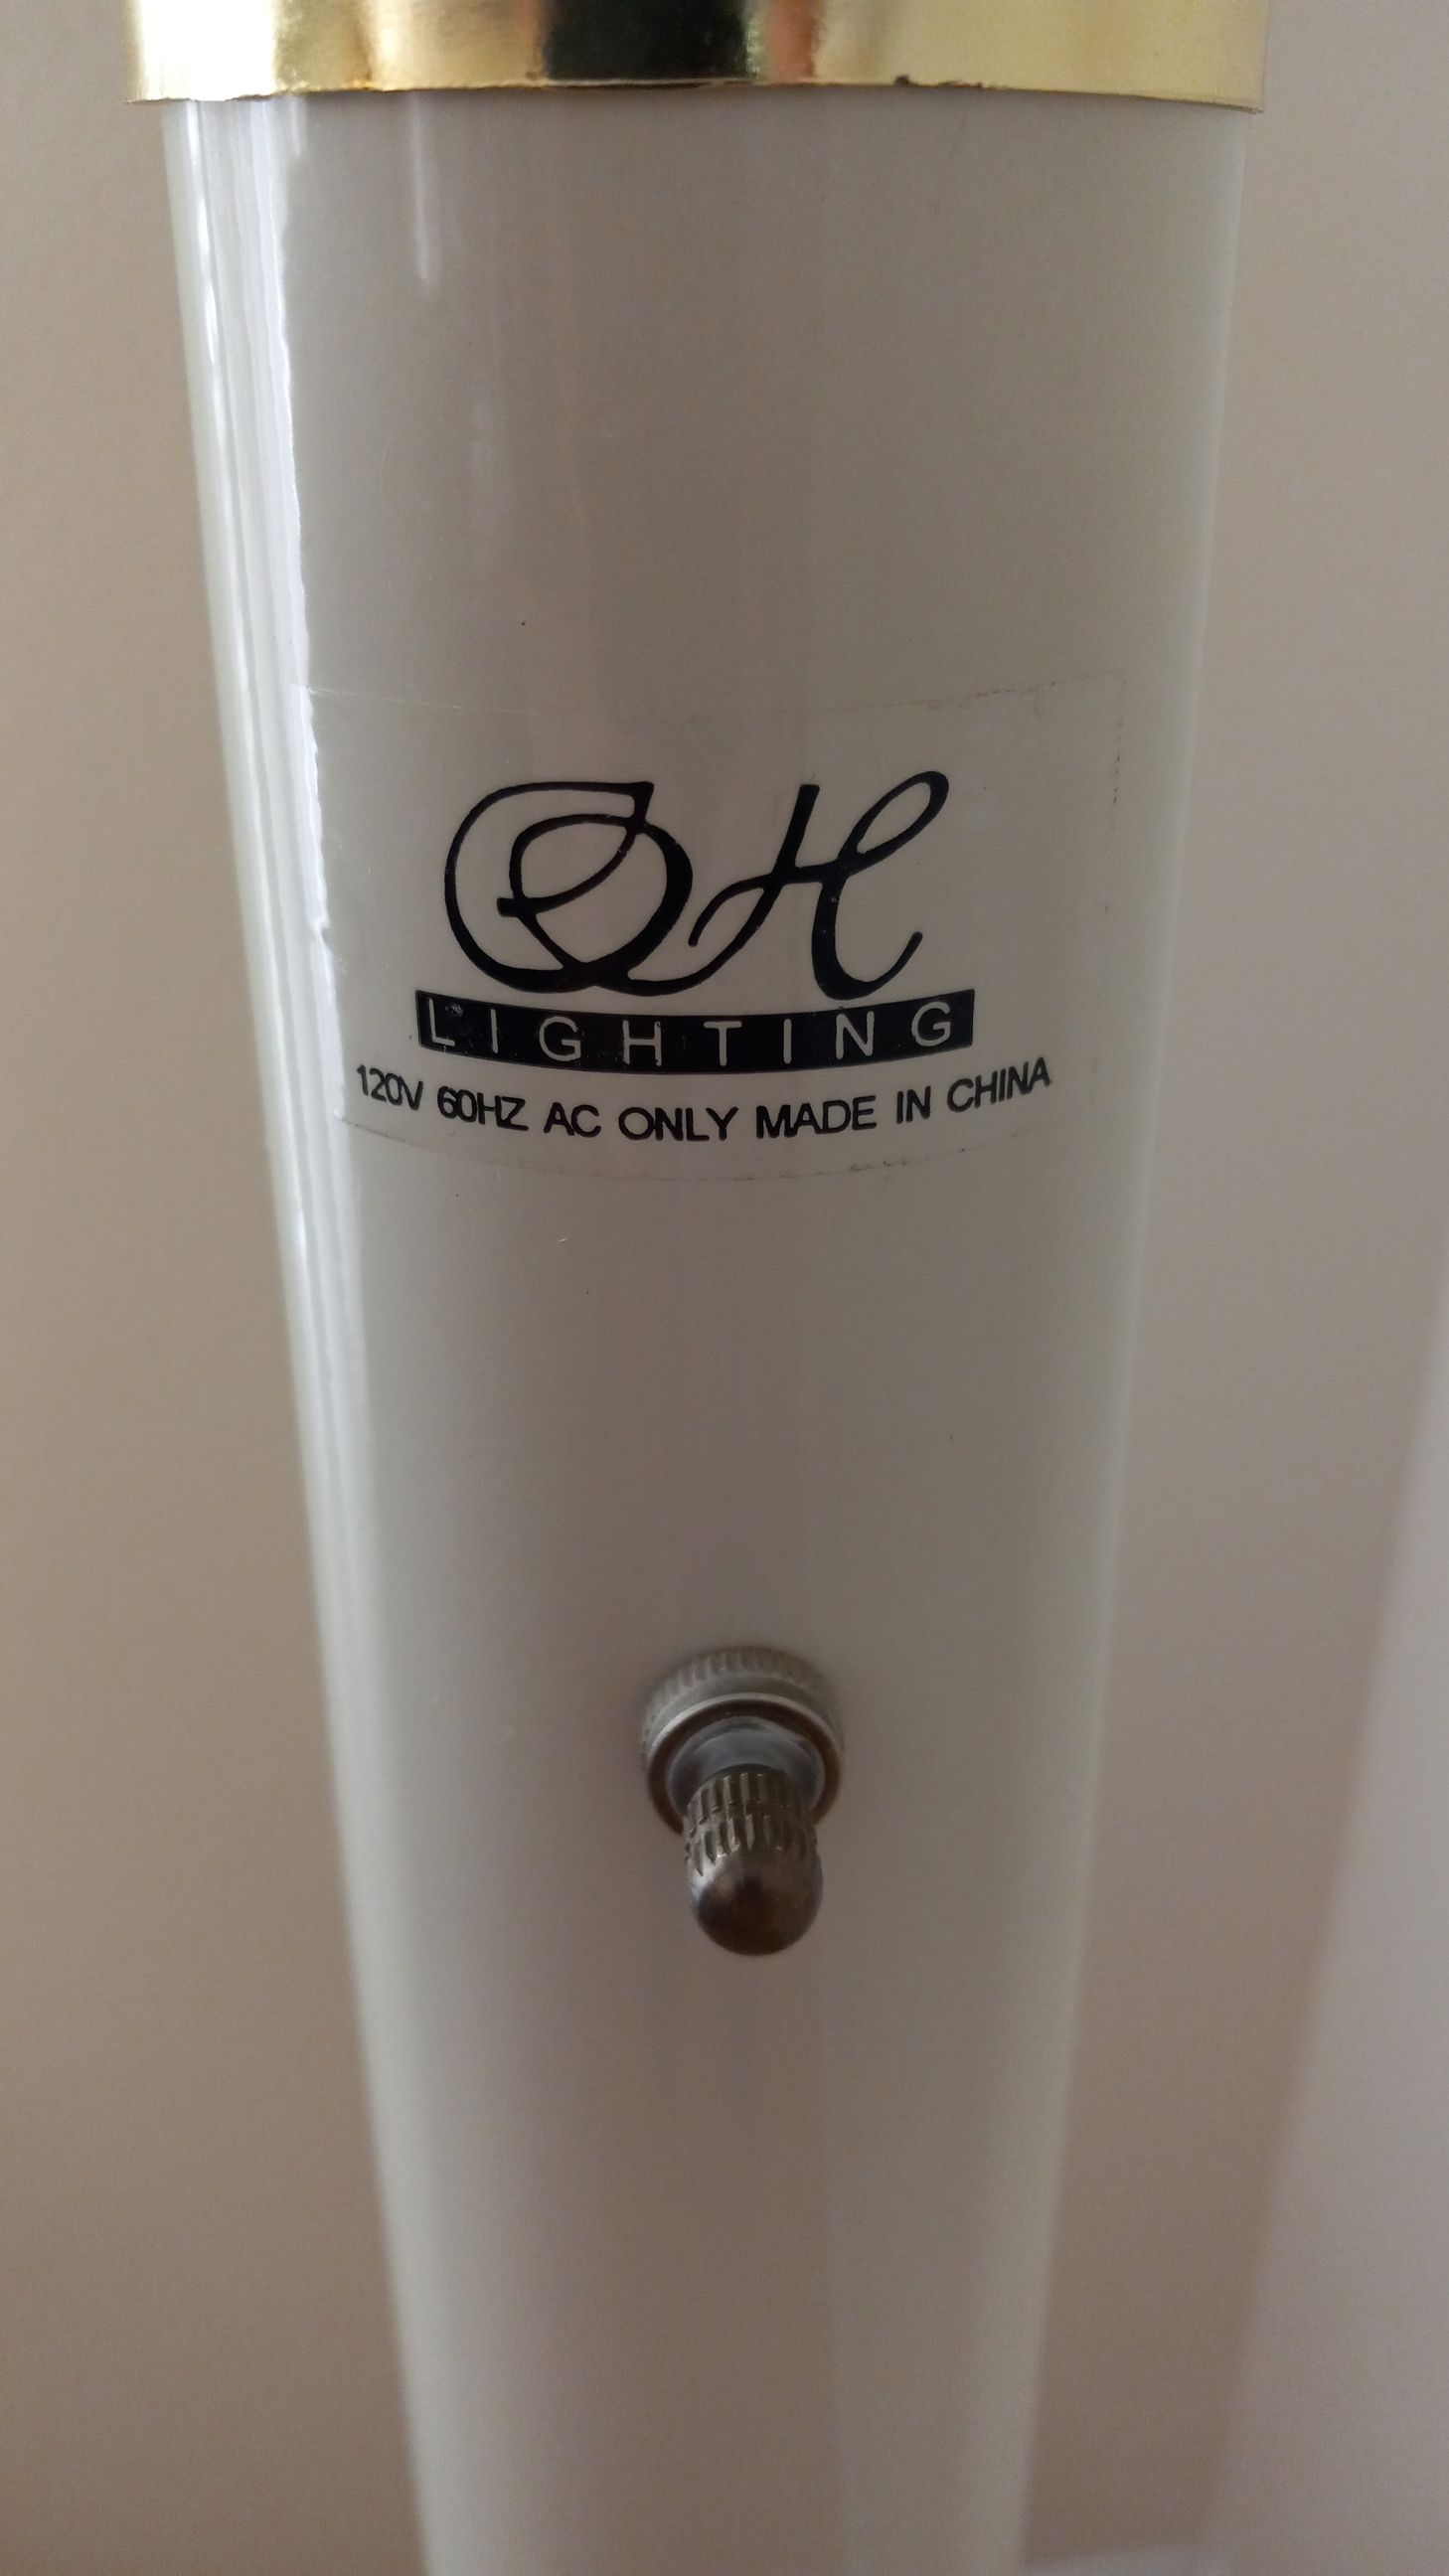 QH
LIGHTING
120V 60HZ AC ONLY MADE IN CHINA